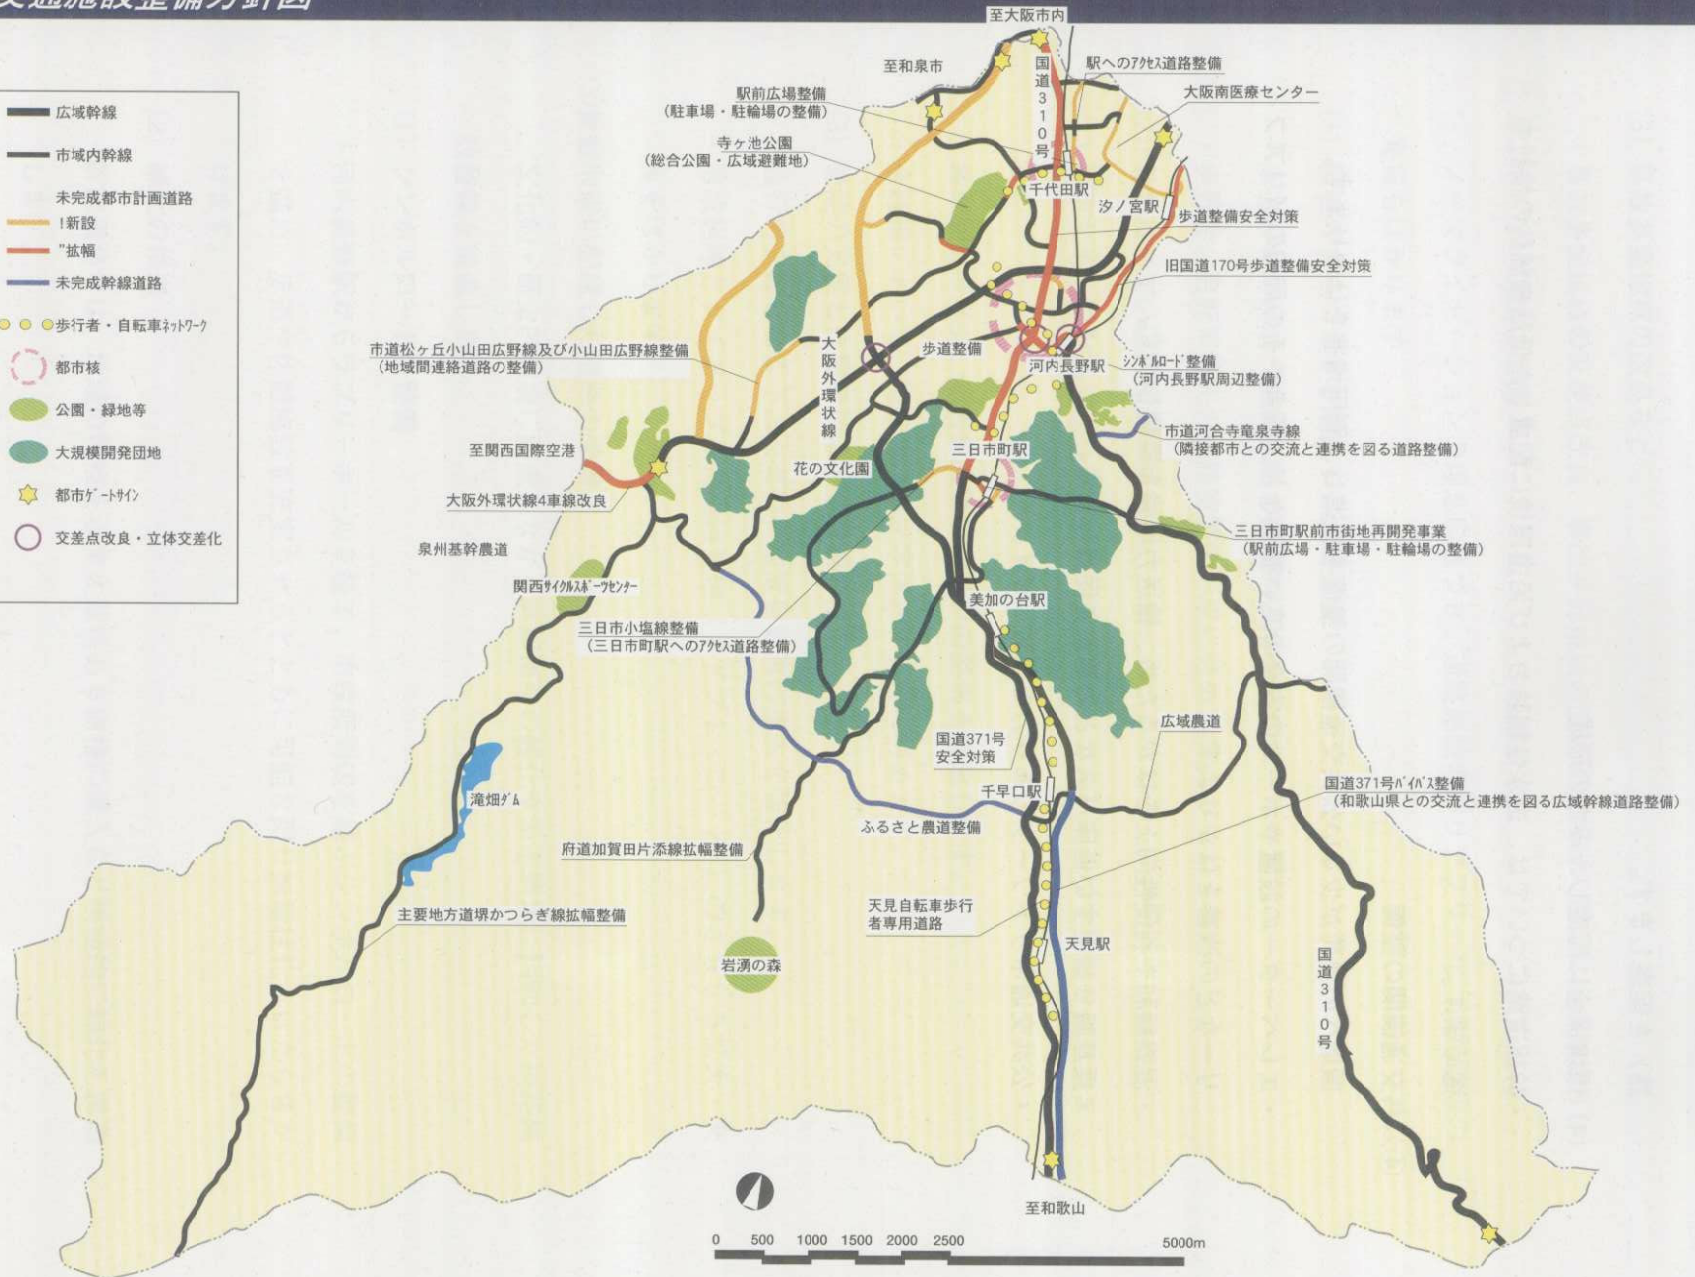 交通施設整備方針図
広域幹線
市域内幹線
未完成都市計画道路
!新設
"拡幅
未完成幹線道路
歩行者・自転車ネットワーク
都市核
公園・緑地等
大規模開発団地
都市ゲートサイン
交差点改良・立体交差化
至大阪市内
至和泉市
国道310号
駅へのアクセス道路整備
駅前広場整備
(駐車場・駐輪場の整備)
大阪南医療センター
寺ヶ池公園
(総合公園・広域避難地)
千代田駅
汐ノ宮駅
歩道整備安全対策
旧国道170号歩道整備安全対策
市道松ヶ丘小山田広野線及び小山田広野線整備
(地域間連絡道路の整備)
大阪外環状線
歩道整備
河内長野駅
シンボルロード整備
(河内長野駅周辺整備)
市道河合寺竜泉寺線
(隣接都市との交流と連携を図る道路整備)
至関西国際空港
三日市町駅
花の文化園
大阪外環状線4車線改良
三日市町駅前市街地再開発事業
(駅前広場・駐車場・駐輪場の整備)
泉州基幹農道
関西サイクルスポーツセンター
美加の台駅
三日市小塩線整備
(三日市町駅へのアクセス道路整備)
広域農道
国道371号
安全対策
千早口駅
国道371号バイパス整備
(和歌山県との交流と連携を図る広域幹線道路整備)
滝畑ダム
ふるさと農道整備
府道加賀田片添線拡幅整備
主要地方道堺かつらぎ線拡幅整備
天見自転車歩行
者専用道路
天見駅
岩湧の森
国道310号
至和歌山
0 500 1000 1500 2000 2500 5000m